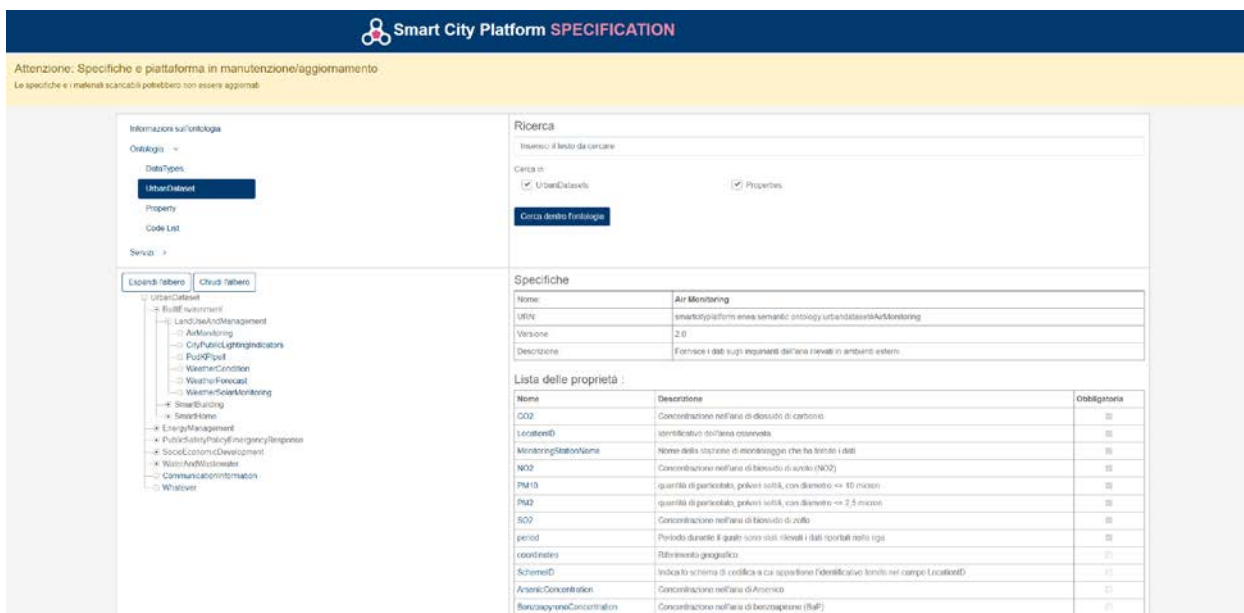 Smart City Platform SPECIFICATION
Attenzione: Specifiche e piattaforma in manutenzione/aggiornamento
Le specifiche e i materiali scaricabili potrebbero non essere aggiornati
Informazioni sull'ontologia
Ontologia
DataTypes
UrbanDataset
Property
Code List
Servizi
Ricerca
Inserisci il testo da cercare
Cerca in
UrbanDatasets
Properties
Cerca dentro l'ontologia
Espandi l'albero
Chiudi l'albero
UrbanDataset
BuiltEnvironment
LandUseAndManagement
AirMonitoring
CityPublicLightingIndicators
WeatherCondition
WeatherForecast
WeatherSolarMonitoring
SmartBuilding
SmartHome
EnergyManagement
PublicSafetyPolicyEmergencyResponse
SocioEconomicDevelopment
WaterAndWastewater
CommunicationInformation
Whatever
Specifiche
Nome: Air Monitoring
URN: smartcityplatform:enea:semantic:ontology:urbandataset#AirMonitoring
Versione 2.0
Descrizione Fornisce i dati sugli inquinanti dell'aria rilevati in ambienti esterni
Lista delle proprietà :
Nome Descrizione Obbligatoria
CO2 Concentrazione nell'aria di diossido di carbonio
LocationID Identificativo dell'area osservata
MonitoringStationName Nome della stazione di monitoraggio che ha fornito i dati
NO2 Concentrazione nell'aria di biossido di azoto (NO2)
PM10 quantità di particolato, polveri sottili, con diametro <= 10 micron
PM2 quantità di particolato, polveri sottili, con diametro <= 2,5 micron
SO2 Concentrazione nell'aria di biossido di zolfo
period Periodo durante il quale sono stati rilevati i dati riportati nella riga
coordinates Riferimento geografico
SchemeID Indica lo schema di codifica a cui appartiene l'identificativo fornito nel campo LocationID
ArsenicConcentration Concentrazione nell'aria di Arsenico
BenzoapyreneConcentration Concentrazione nell'aria di benzoapirene (BaP)